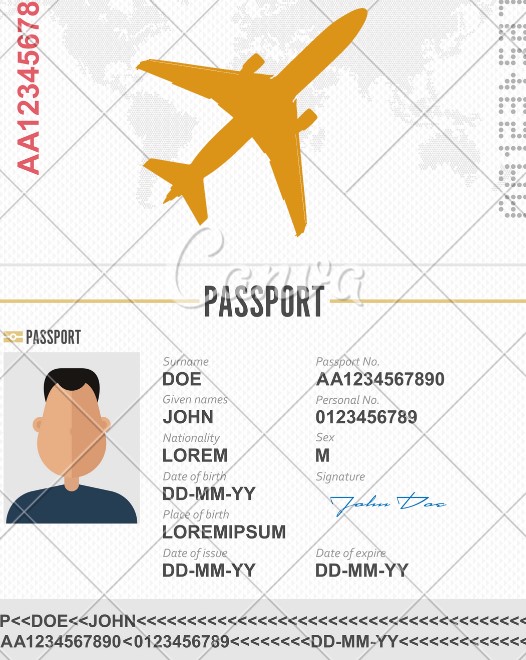 AA12345678
Canva
PASSPORT
PASSPORT
Surname
DOE
Passport No.
AA1234567890
Given names
JOHN
Personal No.
0123456789
Nationality
LOREM
Sex
M
Date of birth
DD-MM-YY
Signature
John Doe
Place of birth
LOREMIPSUM
Date of issue
DD-MM-YY
Date of expire
DD-MM-YY
P<<DOE<<JOHN<<<<<<<<<<<<<<<<<<<<<<<<<<<<<<<<
AA1234567890<0123456789<<<<<<<<DD-MM-YY<<<<<<<<<<<<<